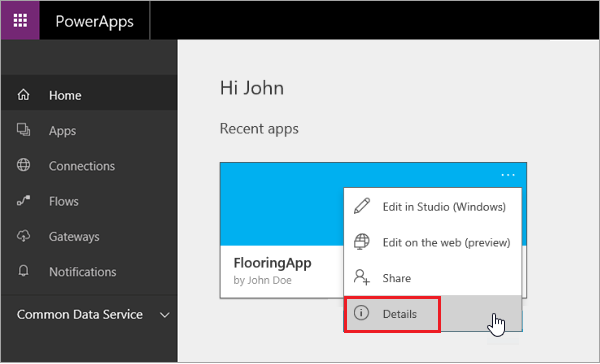 PowerApps
Home
Apps
Connections
Flows
Gateways
Notifications
Common Data Service
Hi John
Recent apps
...
FlooringApp
by John Doe
Edit in Studio (Windows)
Edit on the web (preview)
Share
Details